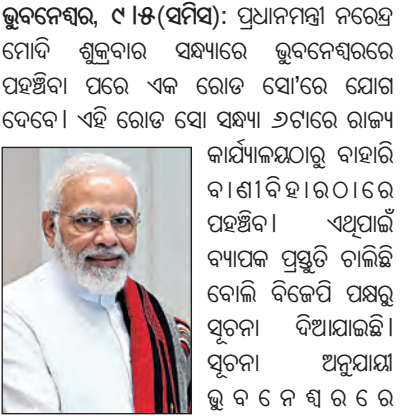 ଭୁବନେଶ୍ୱର, ୯ ।୫(ସମିସ): ପ୍ରଧାନମନ୍ତ୍ରୀ ନରେନ୍ଦ୍ର
ମୋଦି ଶୁକ୍ରବାର ସନ୍ଧ୍ୟାରେ ଭୁବନେଶ୍ୱରରେ
ପହଞ୍ଚିବା ପରେ ଏକ ରୋଡ ସୋ’ରେ ଯୋଗ
ଦେବେ। ଏହି ରୋଡ ସୋ ସନ୍ଧ୍ୟା ୬ଟାରେ ରାଜ୍ୟ
କାର୍ଯ୍ୟାଳୟଠାରୁ ବାହାରି
ବାଣୀବିହାରଠାରେ
ପହଞ୍ଚିବ। ଏଥିପାଇଁ
ବ୍ୟାପକ ପ୍ରସ୍ତୁତି ଚାଲିଛି
ବୋଲି ବିଜେପି ପକ୍ଷରୁ
ସୂଚନା ଦିଆଯାଇଛି।
ସୂଚନା ଅନୁଯାୟୀ
ଭୁବନେଶ୍ୱରରେ